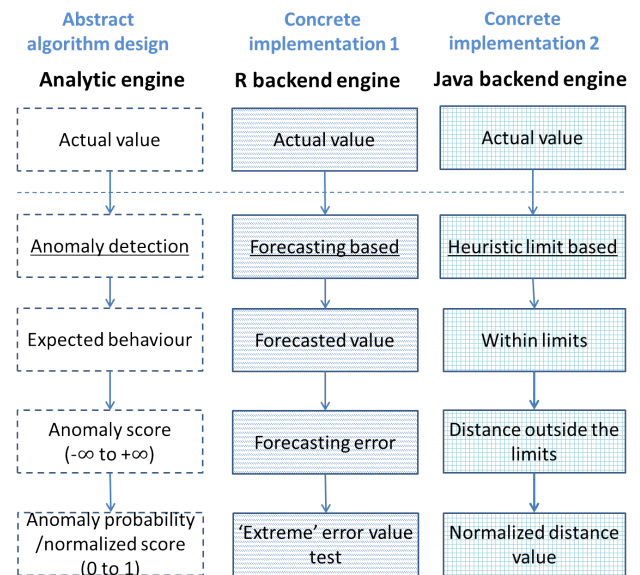 Abstract
algorithm design
Concrete
implementation 1
Concrete
implementation 2
Analytic engine
R backend engine
Java backend engine
Actual value
Actual value
Actual value
Anomaly detection
Forecasting based
Heuristic limit based
Expected behaviour
Forecasted value
Within limits
Anomaly score
(-∞ to +∞)
Forecasting error
Distance outside the
limits
Anomaly probability
/normalized score
(0 to 1)
‘Extreme’ error value
test
Normalized distance
value